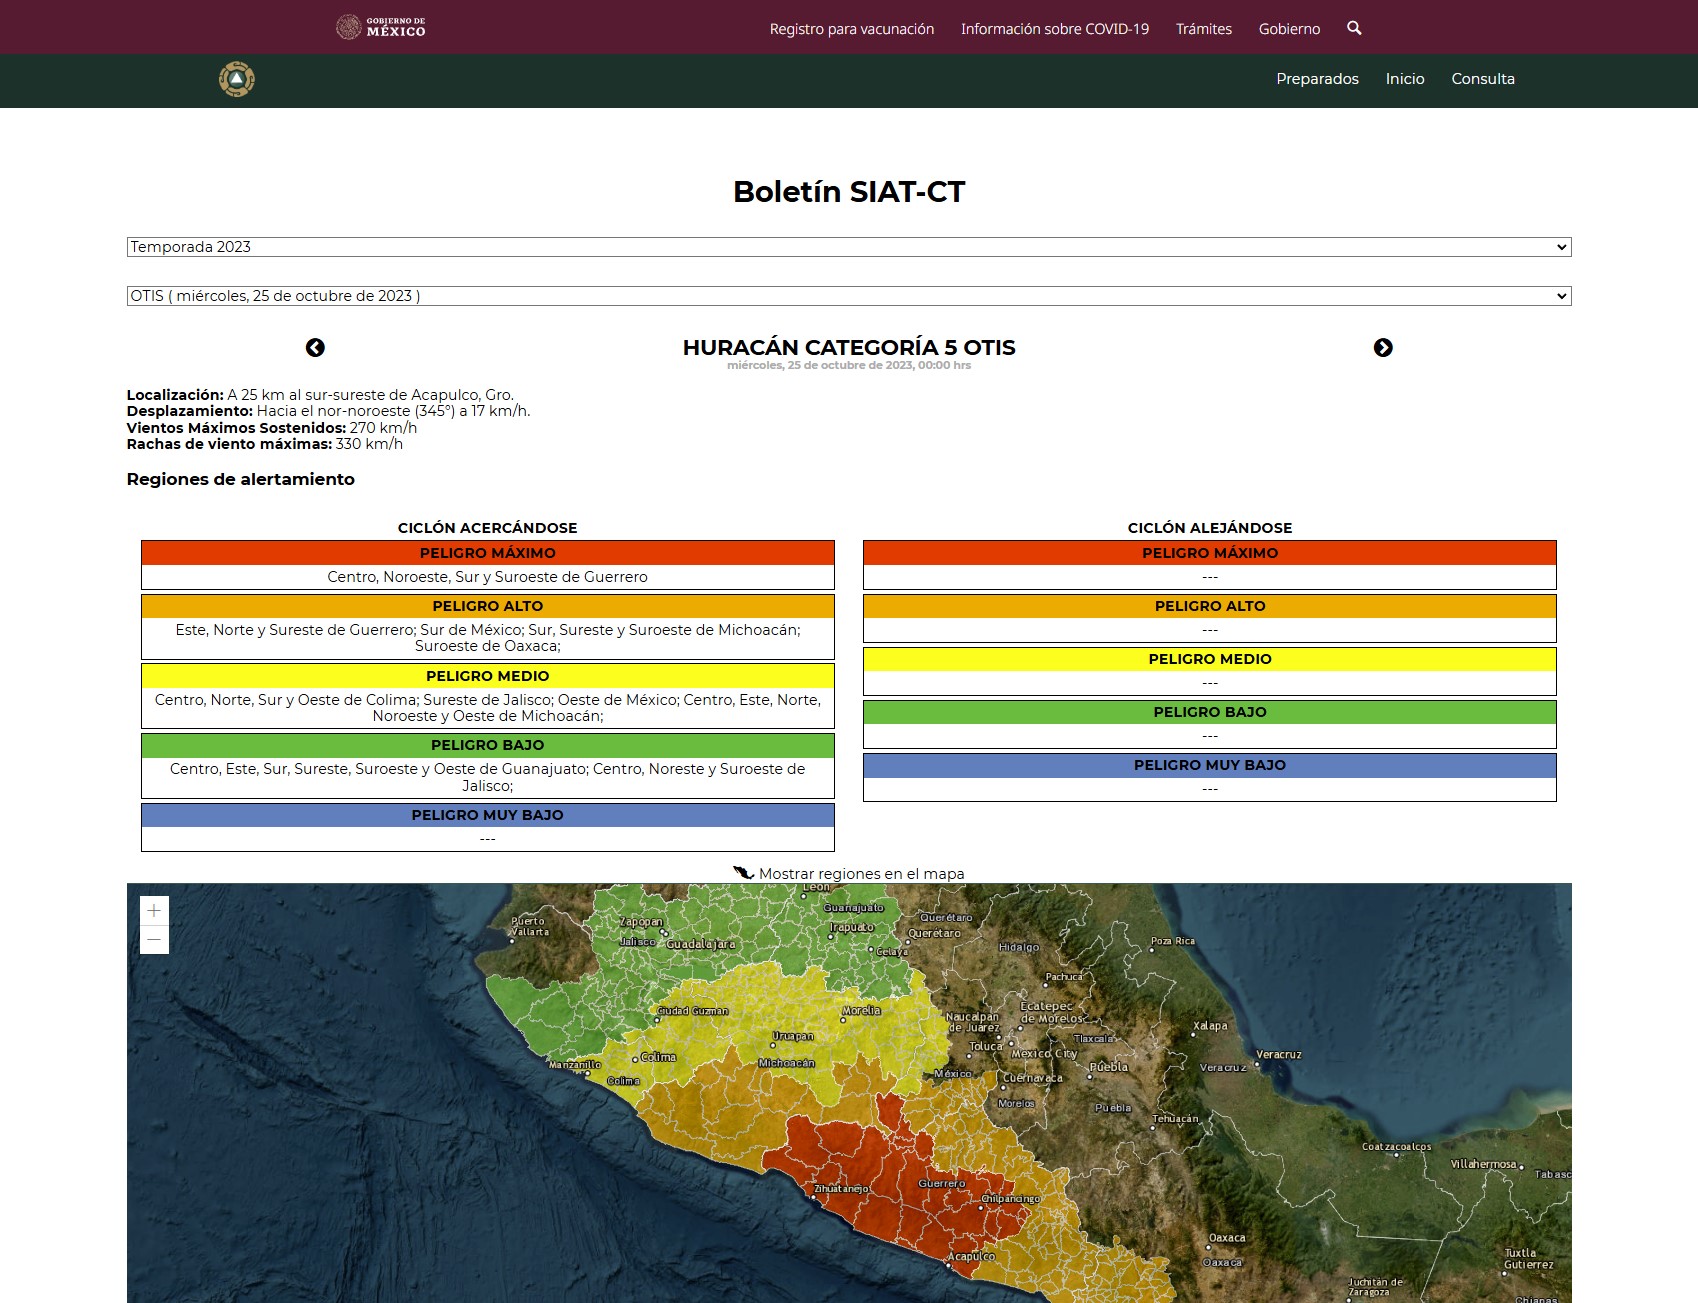 GOBIERNO DE
MÉXICO
Registro para vacunación
Información sobre COVID-19
Trámites
Gobierno
Preparados
Inicio
Consulta
Boletín SIAT-CT
Temporada 2023
OTIS ( miércoles, 25 de octubre de 2023 )
HURACÁN CATEGORÍA 5 OTIS
miércoles, 25 de octubre de 2023, 00:00 hrs
Localización: A 25 km al sur-sureste de Acapulco, Gro.
Desplazamiento: Hacia el nor-noroeste (345°) a 17 km/h.
Vientos Máximos Sostenidos: 270 km/h
Rachas de viento máximas: 330 km/h
Regiones de alertamiento
CICLÓN ACERCÁNDOSE
PELIGRO MÁXIMO
Centro, Noroeste, Sur y Suroeste de Guerrero
PELIGRO ALTO
Este, Norte y Sureste de Guerrero; Sur de México; Sur, Sureste y Suroeste de Michoacán;
Suroeste de Oaxaca;
PELIGRO MEDIO
Centro, Norte, Sur y Oeste de Colima; Sureste de Jalisco; Oeste de México; Centro, Este, Norte,
Noroeste y Oeste de Michoacán;
PELIGRO BAJO
Centro, Este, Sur, Sureste, Suroeste y Oeste de Guanajuato; Centro, Noreste y Suroeste de
Jalisco;
PELIGRO MUY BAJO
---
CICLÓN ALEJÁNDOSE
PELIGRO MÁXIMO
---
PELIGRO ALTO
---
PELIGRO MEDIO
---
PELIGRO BAJO
---
PELIGRO MUY BAJO
---
Mostrar regiones en el mapa
+
−
León
Guanajuato
Puerto
Vallarta
Zapopan
Irapuato
Querétaro
Querétaro
Jalisco
Guadalajara
Celaya
Hidalgo
Poza Rica
Pachuca
Ciudad Guzman
Morelia
Naucalpan
de Juárez
Ecatepec
de Morelos
Xalapa
Uruapan
Toluca
Tlaxcala
Mexico City
Veracruz
Colima
Michoacán
Manzanillo
Colima
México
Cuernavaca
Puebla
Veracruz
Morelos
Puebla
Tehuacán
Coatzacoalcos
Villahermosa
Tabasc
Zihuatanejo
Guerrero
Chilpancingo
Acapulco
Oaxaca
Oaxaca
Tuxtla
Gutierrez
Juchitán de
Zaragoza
Chiapas